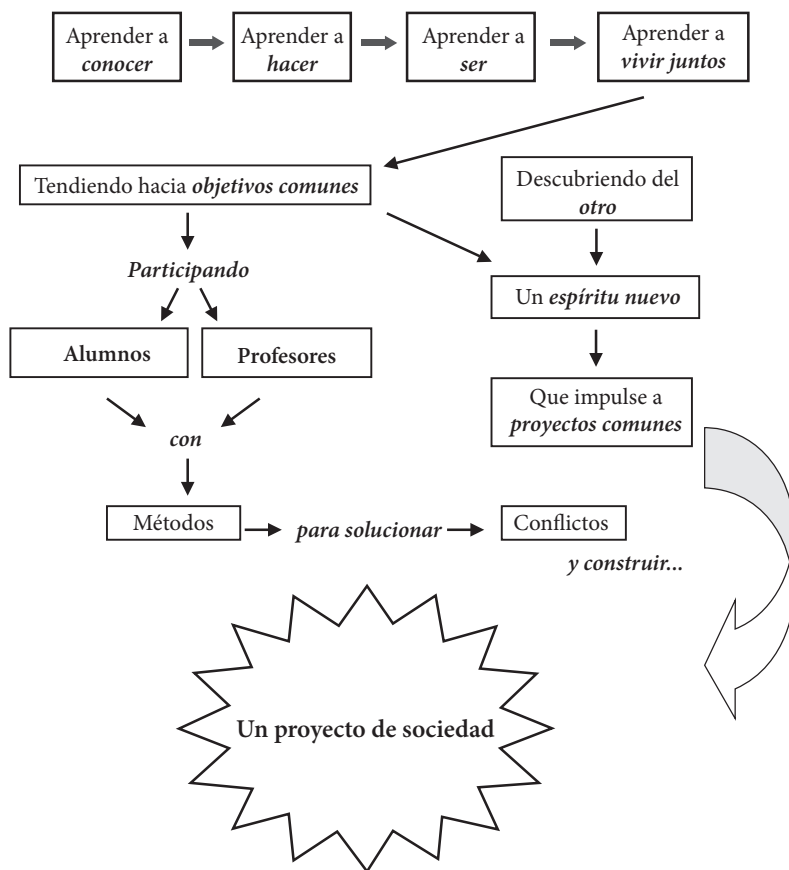 Aprender a
conocer
Aprender a
hacer
Aprender a
ser
Aprender a
vivir juntos
Tendiendo hacia objetivos comunes
Descubriendo del
otro
Participando
Un espíritu nuevo
Alumnos
Profesores
Que impulse a
proyectos comunes
con
Métodos
para solucionar
Conflictos
y construir...
Un proyecto de sociedad